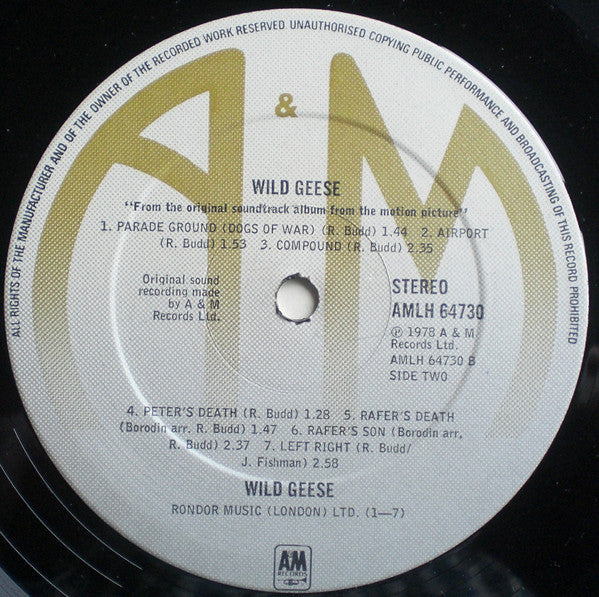 ALL RIGHTS OF THE MANUFACTURER AND OF THE OWNER OF THE RECORDED WORK RESERVED UNAUTHORISED COPYING PUBLIC PERFORMANCE AND BROADCASTING OF THIS RECORD PROHIBITED
A & M
WILD GEESE
"From the original soundtrack album from the motion picture"
1. PARADE GROUND (DOGS OF WAR) (R. Budd) 1.44 2. AIRPORT
(R. Budd) 1.53 3. COMPOUND (R. Budd) 2.35
Original sound
recording made
by A & M
Records Ltd.
STEREO
AMLH 64730
℗ 1978 A & M
Records Ltd.
AMLH 64730 B
SIDE TWO
4. PETER'S DEATH (R. Budd) 1.28 5. RAFER'S DEATH
(Borodin arr. R. Budd) 1.47 6. RAFER'S SON (Borodin arr,
R. Budd) 2.37 7. LEFT RIGHT (R. Budd/
J. Fishman) 2.58
WILD GEESE
RONDOR MUSIC (LONDON) LTD. (1—7)
A&M
RECORDS